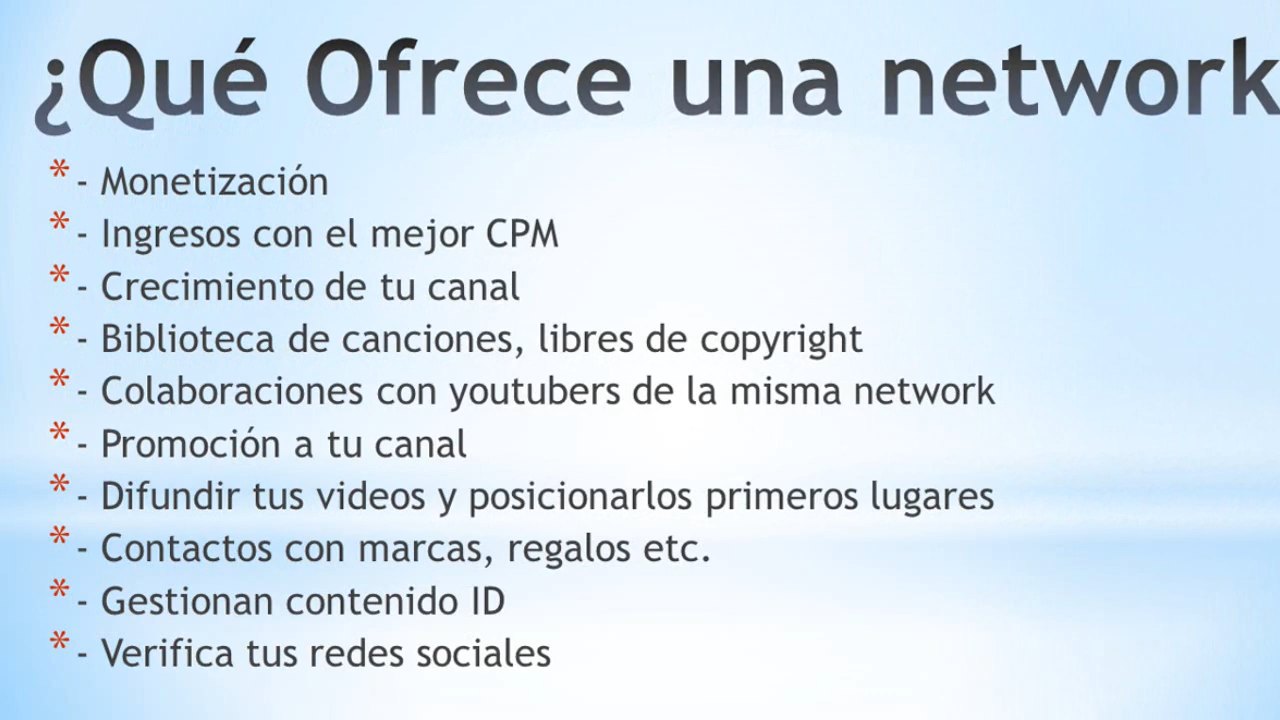 ¿Qué Ofrece una network
* - Monetización
* - Ingresos con el mejor CPM
* - Crecimiento de tu canal
* - Biblioteca de canciones, libres de copyright
* - Colaboraciones con youtubers de la misma network
* - Promoción a tu canal
* - Difundir tus videos y posicionarlos primeros lugares
* - Contactos con marcas, regalos etc.
* - Gestionan contenido ID
* - Verifica tus redes sociales